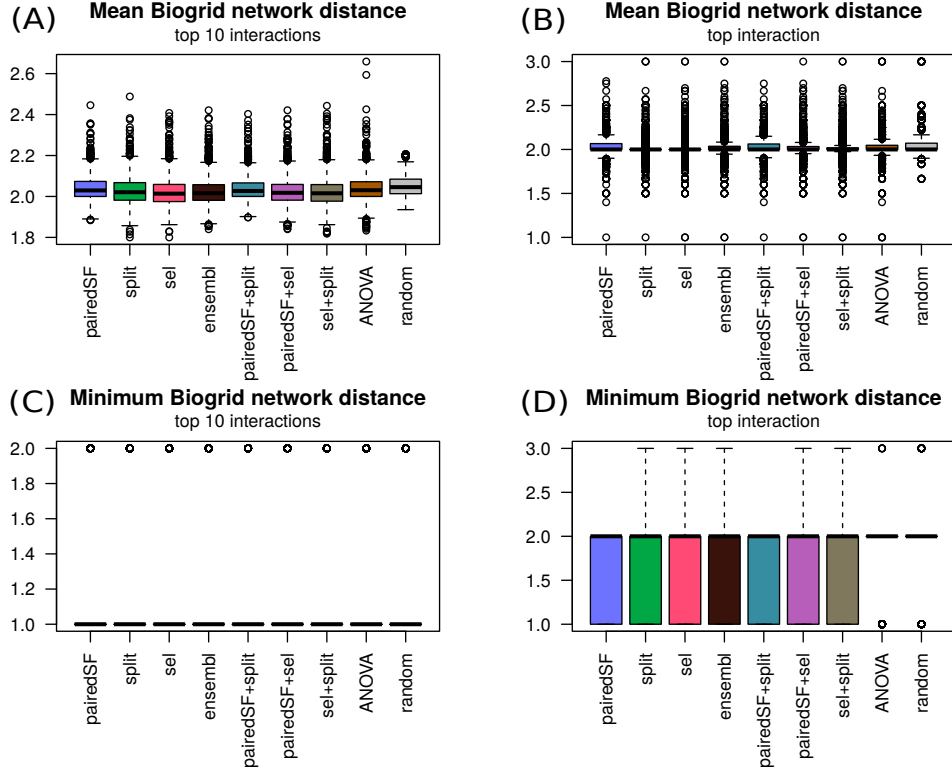 (A) Mean Biogrid network distance
top 10 interactions
2.6
2.4
2.2
2.0
1.8
pairedSF
split
sel
ensembl
pairedSF+split
pairedSF+sel
sel+split
ANOVA
random
(B) Mean Biogrid network distance
top interaction
3.0
2.5
2.0
1.5
1.0
pairedSF
split
sel
ensembl
pairedSF+split
pairedSF+sel
sel+split
ANOVA
random
(C) Minimum Biogrid network distance
top 10 interactions
2.0
1.8
1.6
1.4
1.2
1.0
pairedSF
split
sel
ensembl
pairedSF+split
pairedSF+sel
sel+split
ANOVA
random
(D) Minimum Biogrid network distance
top interaction
3.0
2.5
2.0
1.5
1.0
pairedSF
split
sel
ensembl
pairedSF+split
pairedSF+sel
sel+split
ANOVA
random